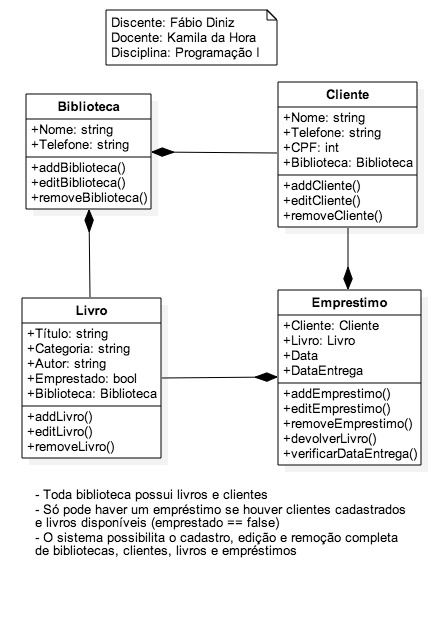 Discente: Fábio Diniz
Docente: Kamila da Hora
Disciplina: Programação I
Biblioteca
+Nome: string
+Telefone: string
+addBiblioteca()
+editBiblioteca()
+removeBiblioteca()
Cliente
+Nome: string
+Telefone: string
+CPF: int
+Biblioteca: Biblioteca
+addCliente()
+editCliente()
+removeCliente()
Livro
+Título: string
+Categoria: string
+Autor: string
+Emprestado: bool
+Biblioteca: Biblioteca
+addLivro()
+editLivro()
+removeLivro()
Emprestimo
+Cliente: Cliente
+Livro: Livro
+Data
+DataEntrega
+addEmprestimo()
+editEmprestimo()
+removeEmprestimo()
+devolverLivro()
+verificarDataEntrega()
- Toda biblioteca possui livros e clientes
- Só pode haver um empréstimo se houver clientes cadastrados
e livros disponíveis (emprestado == false)
- O sistema possibilita o cadastro, edição e remoção completa
de bibliotecas, clientes, livros e empréstimos